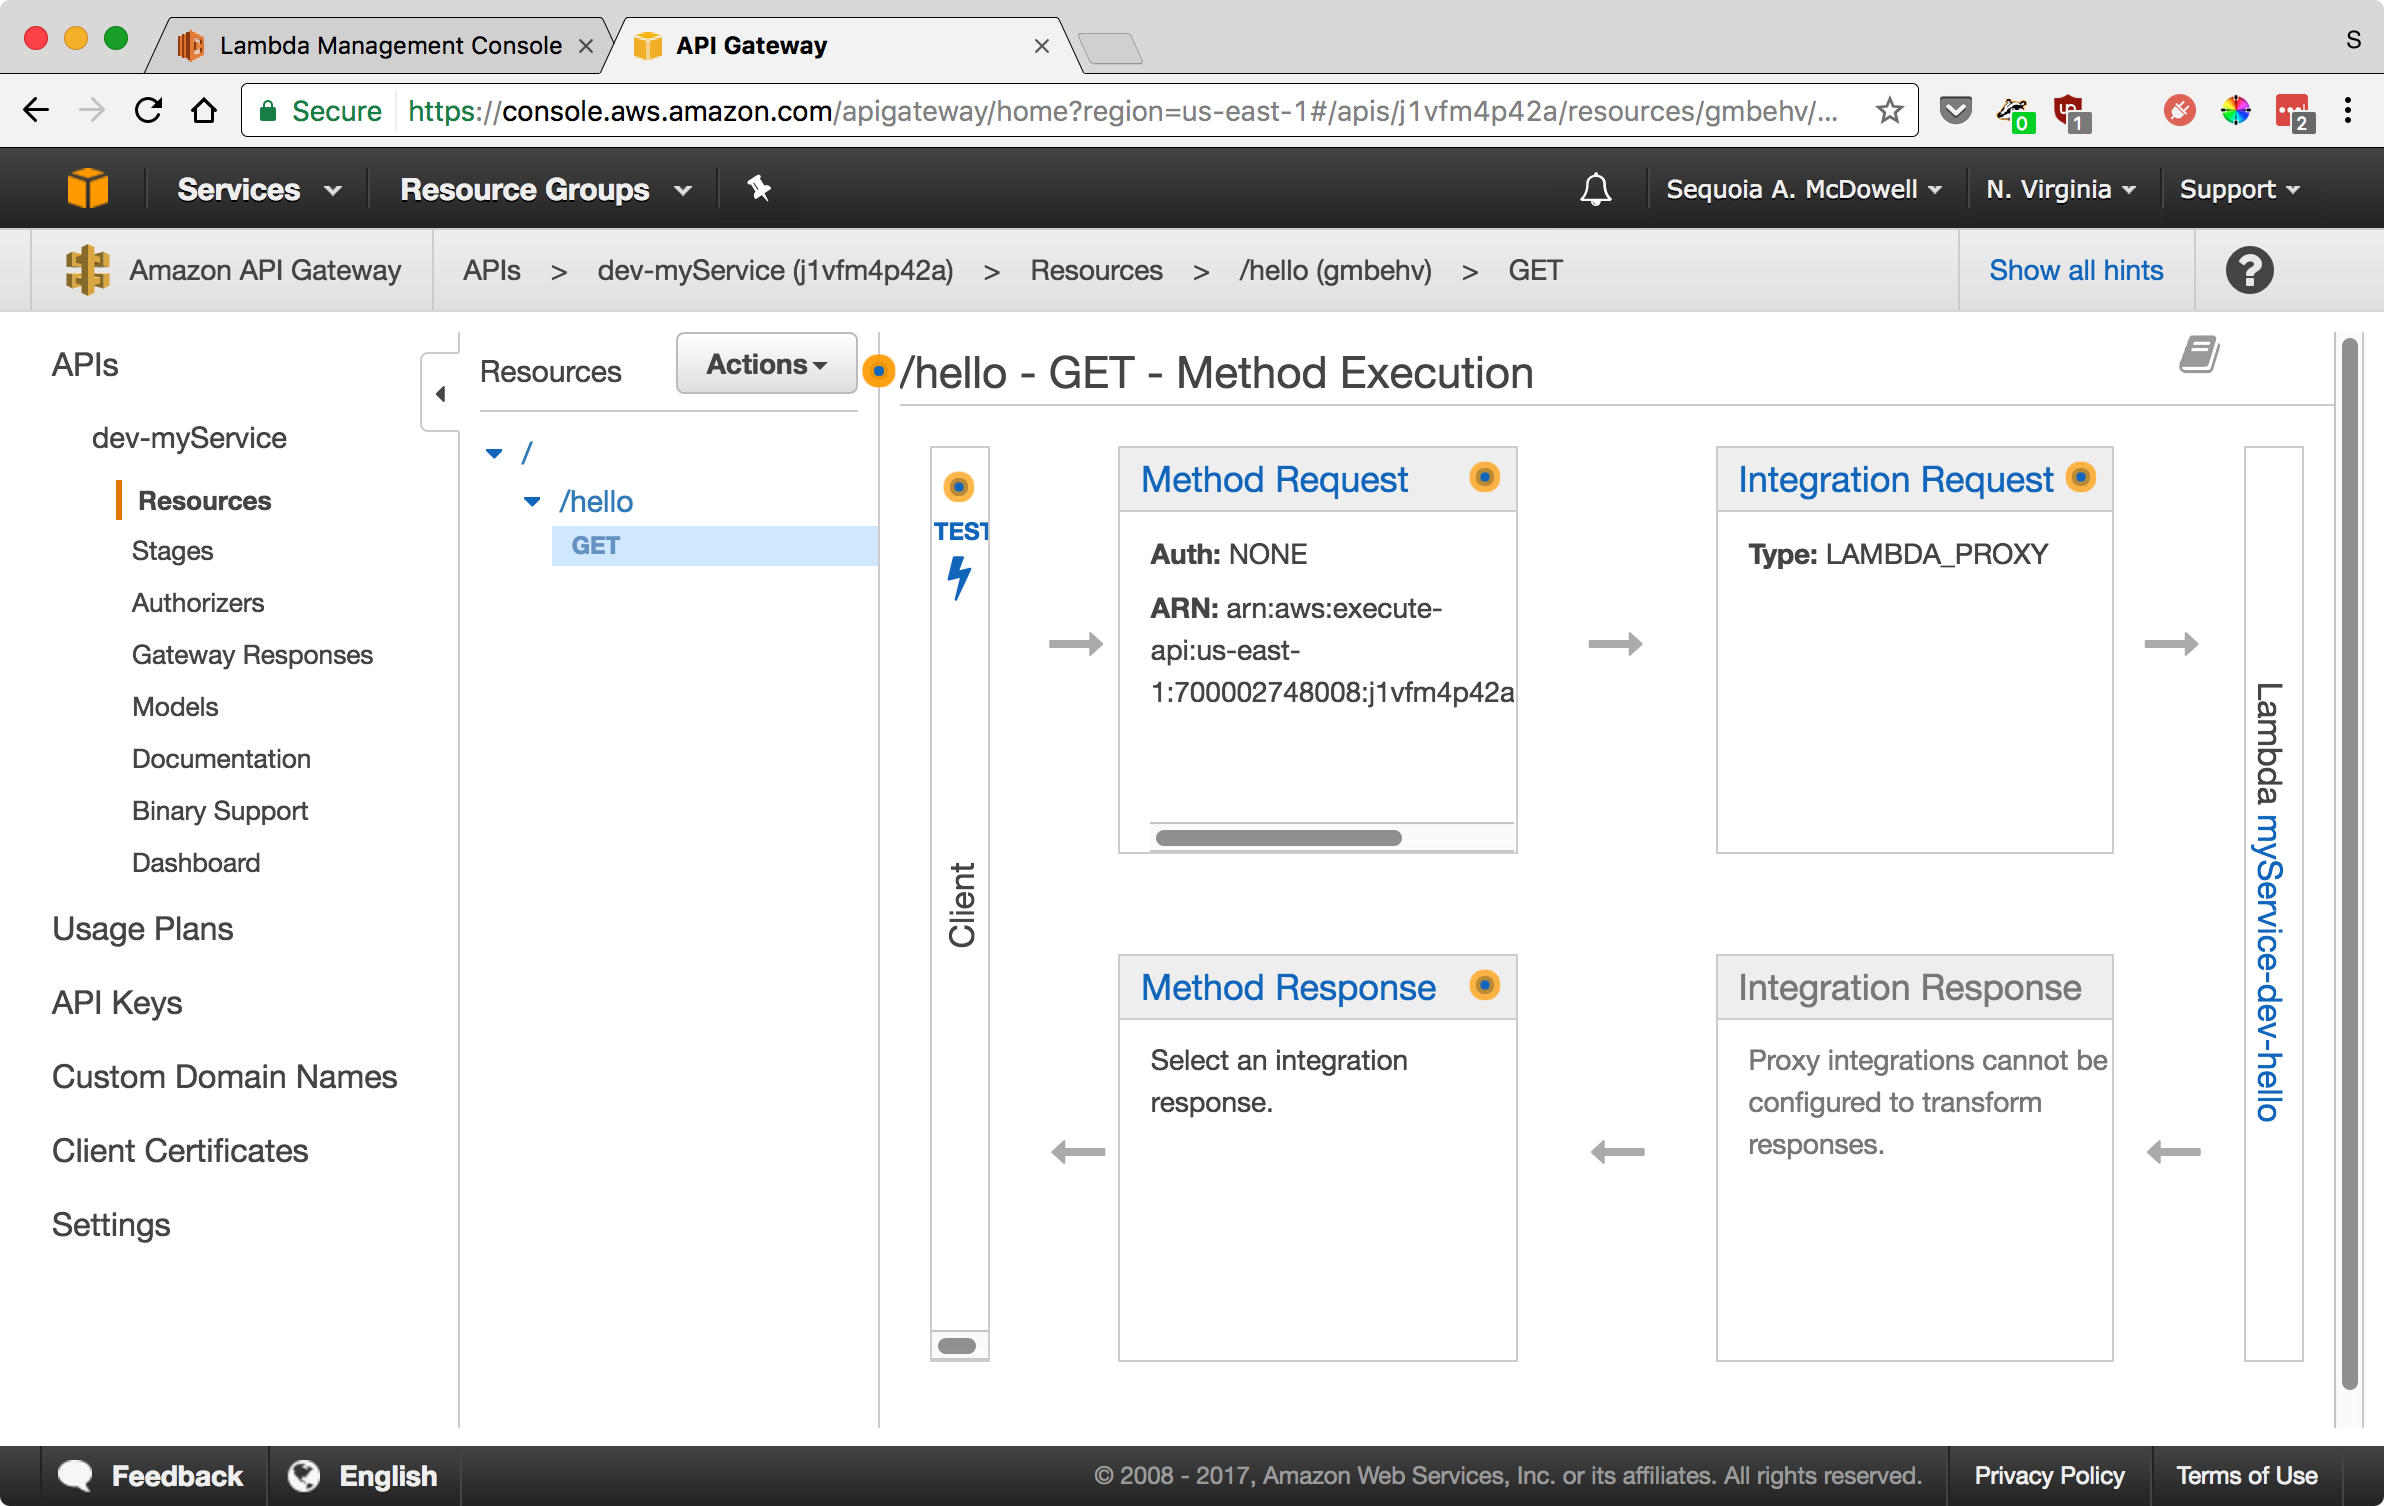 Lambda Management Console
API Gateway
S
Secure
https://console.aws.amazon.com/apigateway/home?region=us-east-1#/apis/j1vfm4p42a/resources/gmbehv/...
0
1
2
Services
Resource Groups
Sequoia A. McDowell
N. Virginia
Support
Amazon API Gateway
APIs > dev-myService (j1vfm4p42a) > Resources > /hello (gmbehv) > GET
Show all hints
?
APIs
dev-myService
Resources
Stages
Authorizers
Gateway Responses
Models
Documentation
Binary Support
Dashboard
Usage Plans
API Keys
Custom Domain Names
Client Certificates
Settings
Resources
Actions
/
/hello
GET
/hello - GET - Method Execution
TEST
Client
Method Request
Auth: NONE
ARN: arn:aws:execute-
api:us-east-
1:700002748008:j1vfm4p42a
Integration Request
Type: LAMBDA_PROXY
Lambda myService-dev-hello
Method Response
Select an integration
response.
Integration Response
Proxy integrations cannot be
configured to transform
responses.
Feedback
English
© 2008 - 2017, Amazon Web Services, Inc. or its affiliates. All rights reserved.
Privacy Policy
Terms of Use